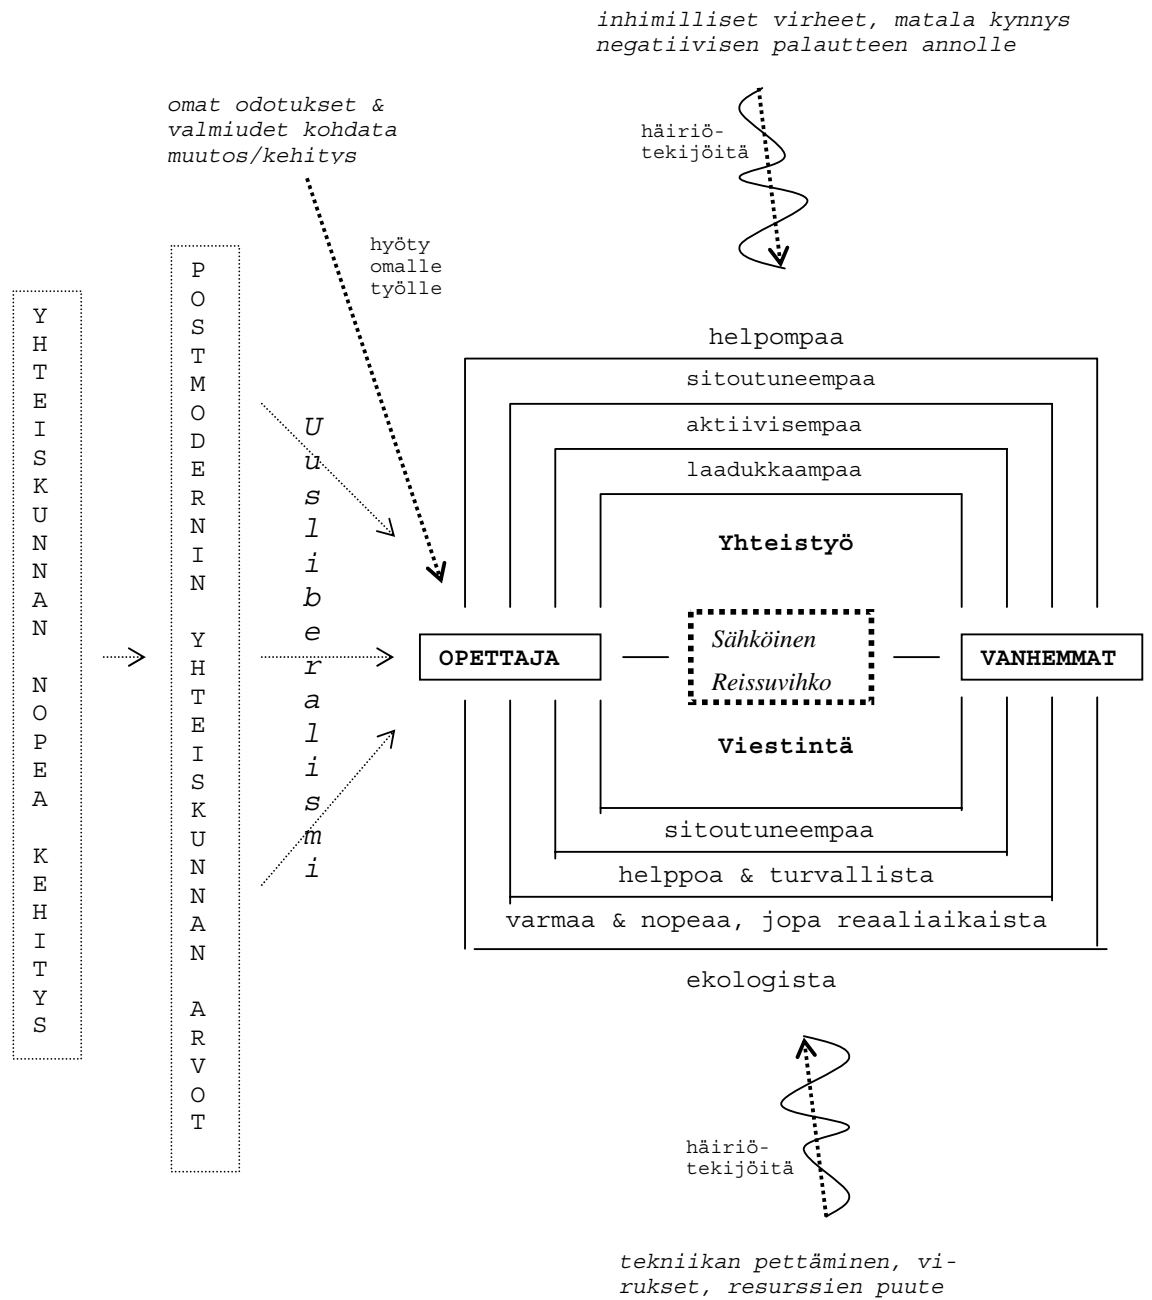 inhimilliset virheet, matala kynnys
negatiivisen palautteen annolle
omat odotukset &
valmiudet kohdata
muutos/kehitys
häiriö-
tekijöitä
hyöty
omalle
työlle
YHTEISKUNNAN NOPEA KEHITYS
POSTMODERNIN YHTEISKUNNAN ARVOT
Uusliberalismi
helpompaa
sitoutuneempaa
aktiivisempaa
laadukkaampaa
Yhteistyö
OPETTAJA
Sähköinen
Reissuvihko
VANHEMMAT
Viestintä
sitoutuneempaa
helppoa & turvallista
varmaa & nopeaa, jopa reaaliaikaista
ekologista
häiriö-
tekijöitä
tekniikan pettäminen, vi-
rukset, resurssien puute